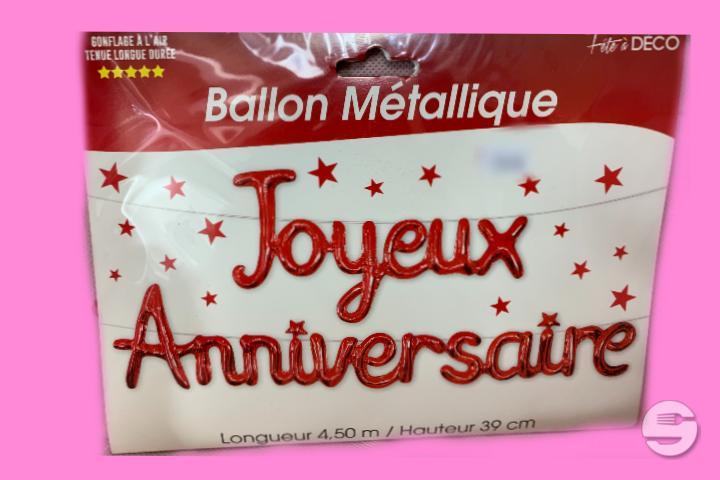 GONFLAGE À L'AIR
TENUE LONGUE DURÉE
Fête à DECO
Ballon Métallique
Joyeux
Anniversaire
Longueur 4,50 m / Hauteur 39 cm